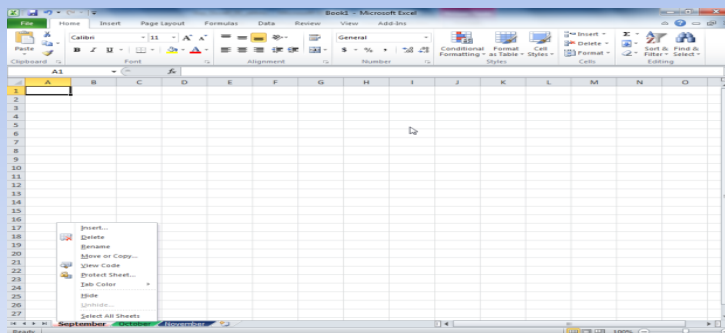 Book1 - Microsoft Excel
File Home Insert Page Layout Formulas Data Review View Add-Ins
Calibri 11 General Insert Σ
Paste B I U $ % , Conditional Format Cell Delete Sort & Find &
Formatting as Table Styles Format Filter Select
Clipboard Font Alignment Number Styles Cells Editing
A1 fx
A B C D E F G H I J K L M N O
1
2
3
4
5
6
7
8
9
10
11
12
13
14
15
16
17 Insert...
18 Delete
19 Rename
20 Move or Copy...
21 View Code
22 Protect Sheet...
23 Tab Color
24
25 Hide
26 Unhide...
27 Select All Sheets
September October November
Ready 100%